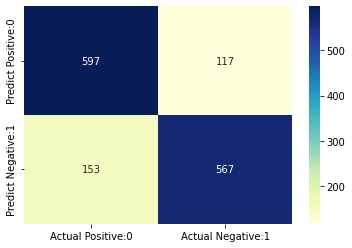 Predict Positive:0
597
117
Predict Negative:1
153
567
Actual Positive:0
Actual Negative:1
500
400
300
200